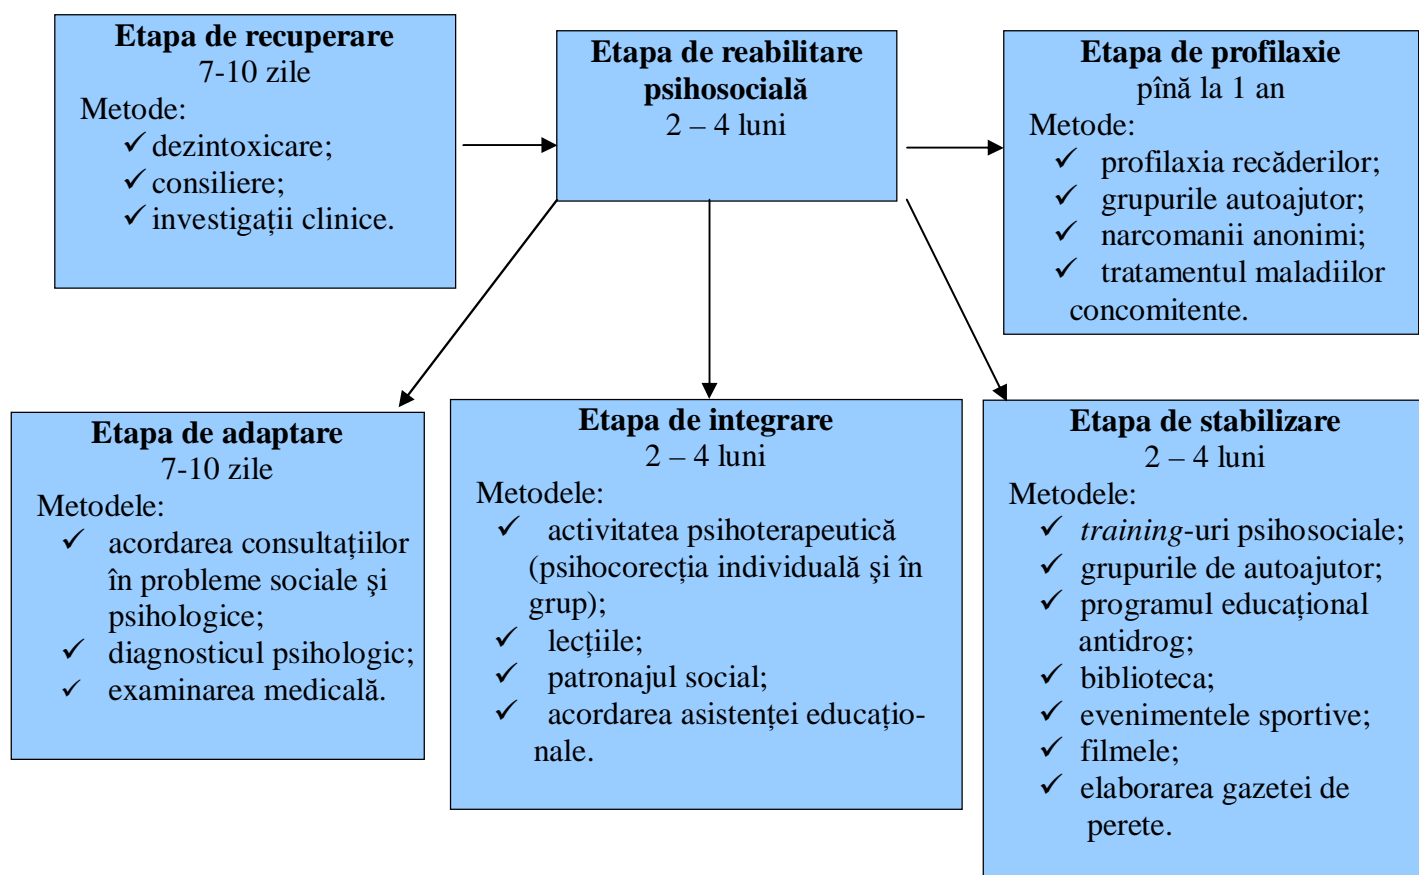 Etapa de recuperare
7-10 zile
Metode:
✓ dezintoxicare;
✓ consiliere;
✓ investigații clinice.
Etapa de reabilitare
psihosocială
2 – 4 luni
Etapa de profilaxie
pînă la 1 an
Metode:
✓ profilaxia recăderilor;
✓ grupurile autoajutor;
✓ narcomanii anonimi;
✓ tratamentul maladiilor
concomitente.
Etapa de adaptare
7-10 zile
Metodele:
✓ acordarea consultațiilor
în probleme sociale şi
psihologice;
✓ diagnosticul psihologic;
✓ examinarea medicală.
Etapa de integrare
2 – 4 luni
Metodele:
✓ activitatea psihoterapeutică
(psihocorecția individuală şi în
grup);
✓ lecțiile;
✓ patronajul social;
✓ acordarea asistenței educațio-
nale.
Etapa de stabilizare
2 – 4 luni
Metodele:
✓ training-uri psihosociale;
✓ grupurile de autoajutor;
✓ programul educațional
antidrog;
✓ biblioteca;
✓ evenimentele sportive;
✓ filmele;
✓ elaborarea gazetei de
perete.